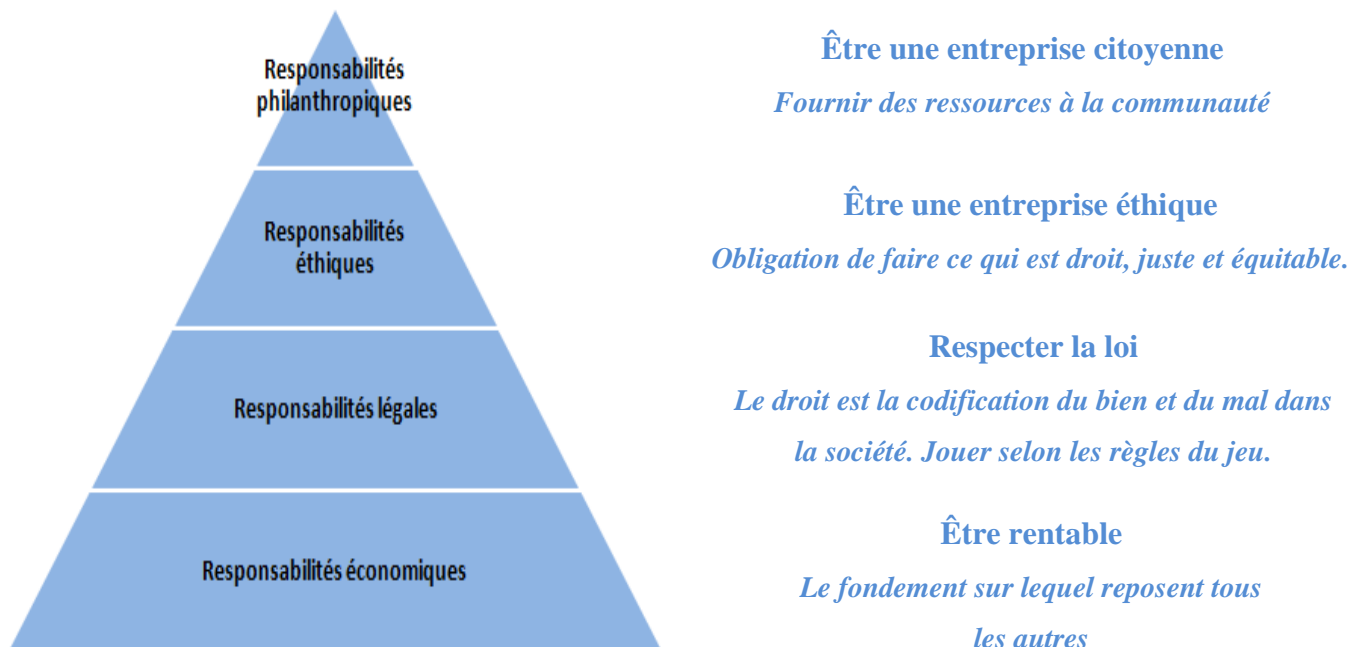 Responsabilités
philanthropiques
Être une entreprise citoyenne
Fournir des ressources à la communauté
Responsabilités
éthiques
Être une entreprise éthique
Obligation de faire ce qui est droit, juste et équitable.
Responsabilités légales
Respecter la loi
Le droit est la codification du bien et du mal dans
la société. Jouer selon les règles du jeu.
Responsabilités économiques
Être rentable
Le fondement sur lequel reposent tous
les autres